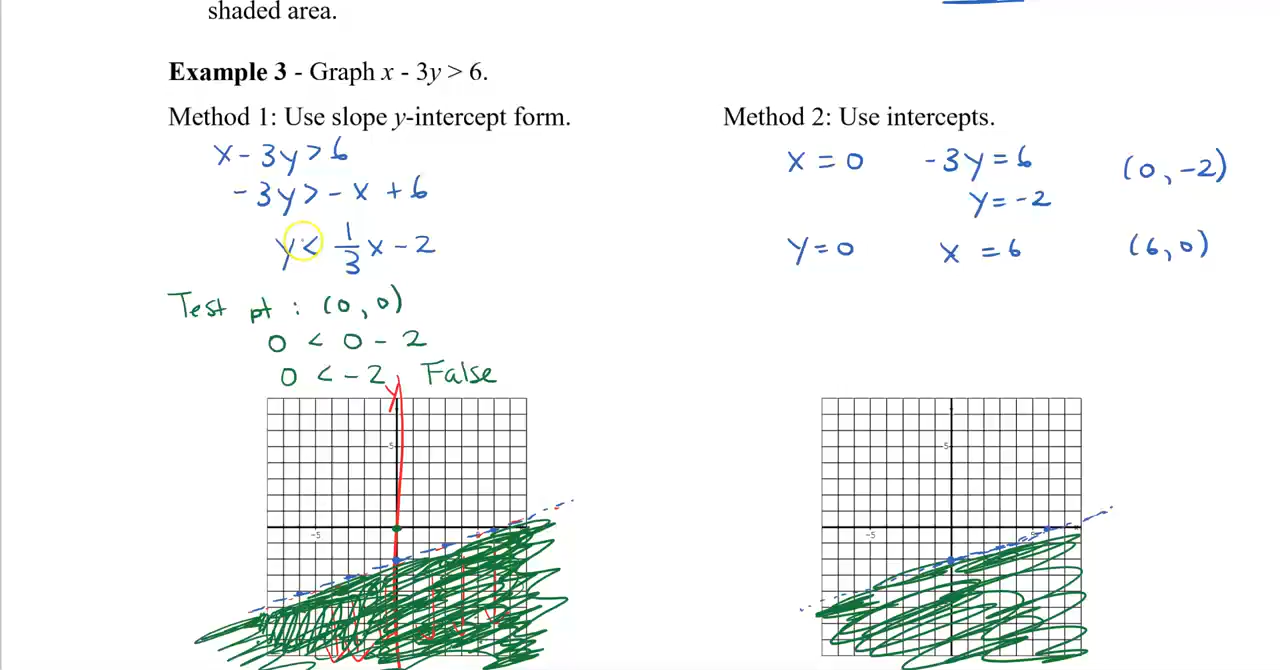 shaded area.
Example 3 - Graph x - 3y > 6.
Method 1: Use slope y-intercept form.
x - 3y > 6
-3y > -x + 6
y < 1/3 x - 2
Test pt : (0,0)
0 < 0 - 2
0 < -2 False
y
5
-5
Method 2: Use intercepts.
x = 0 -3y = 6 (0, -2)
y = -2
y = 0 x = 6 (6,0)
5
-5